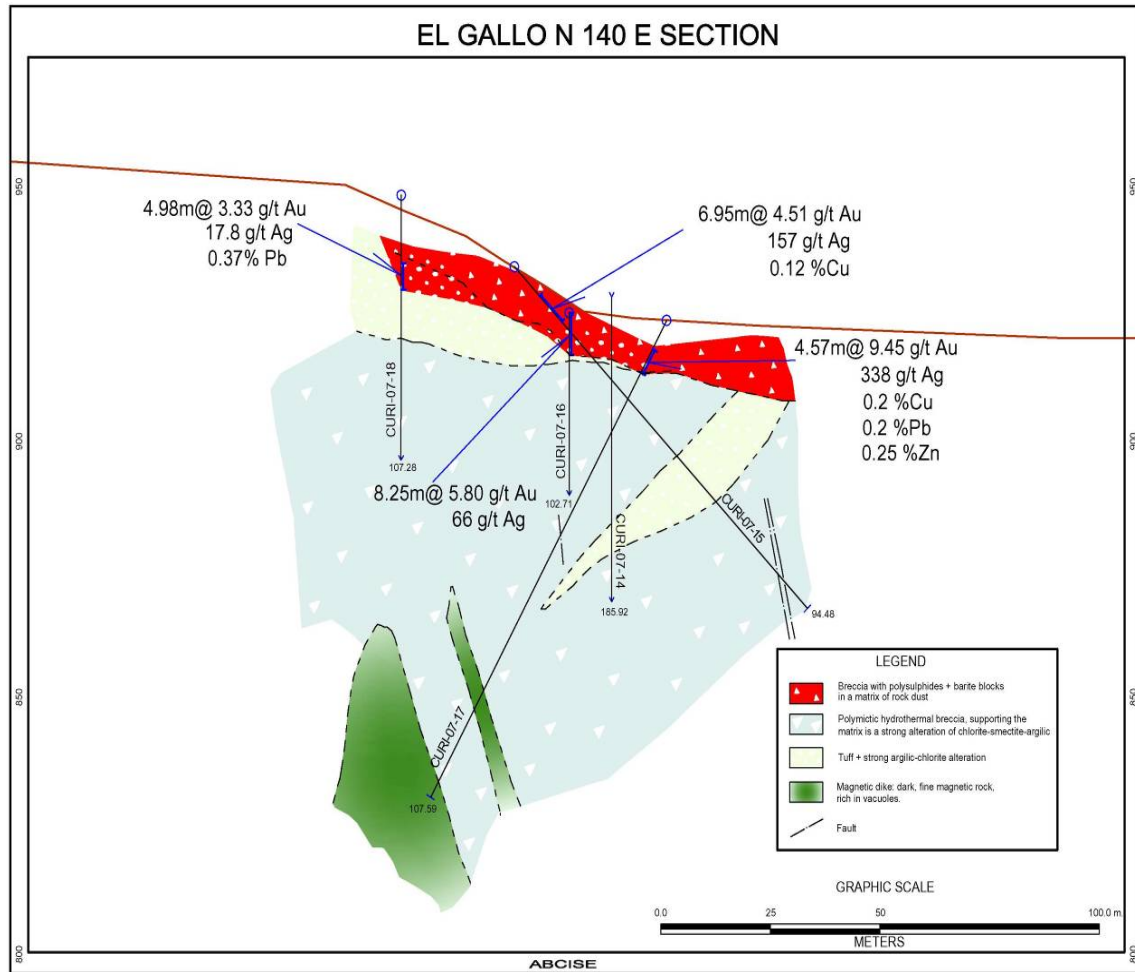 EL GALLO N 140 E SECTION
950
950
4.98m@ 3.33 g/t Au
17.8 g/t Ag
0.37% Pb
6.95m@ 4.51 g/t Au
157 g/t Ag
0.12 %Cu
4.57m@ 9.45 g/t Au
338 g/t Ag
0.2 %Cu
0.2 %Pb
0.25 %Zn
CURI-07-18
CURI-07-16
900
900
107.28
8.25m@ 5.80 g/t Au
66 g/t Ag
102.71
CURI-07-14
CURI-07-15
185.92
94.48
CURI-07-17
107.59
850
850
LEGEND
Breccia with polysulphides + barite blocks
in a matrix of rock dust
Polymictic hydrothermal breccia, supporting the
matrix is a strong alteration of chlorite-smectite-argilic
Tuff + strong argilic-chlorite alteration
Magnetic dike: dark, fine magnetic rock,
rich in vacuoles.
Fault
GRAPHIC SCALE
0.0 25 50 100.0 m.
METERS
800
800
ABCISE